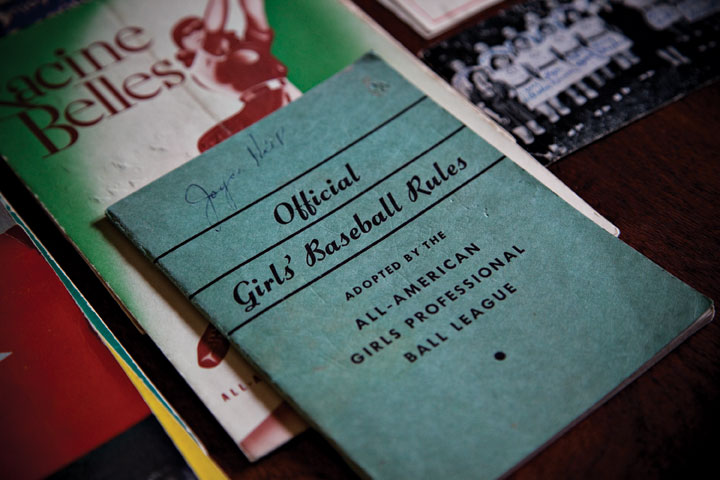 Racine
Belles
Official
Girls' Baseball Rules
ADOPTED BY THE
ALL-AMERICAN
GIRLS PROFESSIONAL
BALL LEAGUE